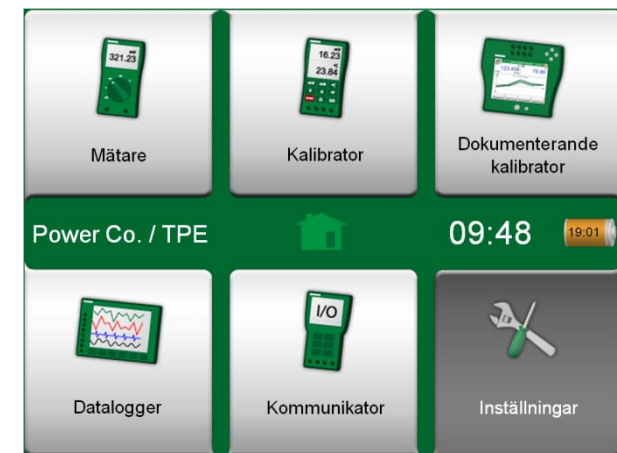 321.23
16.23
23.84
Mätare
Kalibrator
Dokumenterande
kalibrator
Power Co. / TPE
09:48
19:01
I/O
Datalogger
Kommunikator
Inställningar